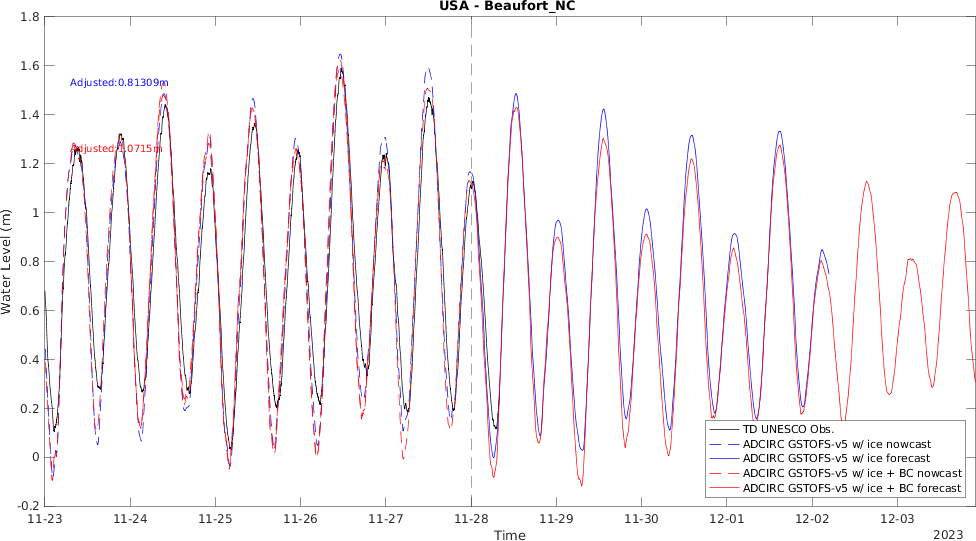 USA - Beaufort_NC
1.8
1.6
1.4
1.2
1
0.8
0.6
0.4
0.2
0
-0.2
Water Level (m)
Adjusted:0.81309m
Adjusted:1.0715m
TD UNESCO Obs.
ADCIRC GSTOFS-v5 w/ ice nowcast
ADCIRC GSTOFS-v5 w/ ice forecast
ADCIRC GSTOFS-v5 w/ ice + BC nowcast
ADCIRC GSTOFS-v5 w/ ice + BC forecast
11-23 11-24 11-25 11-26 11-27 11-28 11-29 11-30 12-01 12-02 12-03
Time
2023